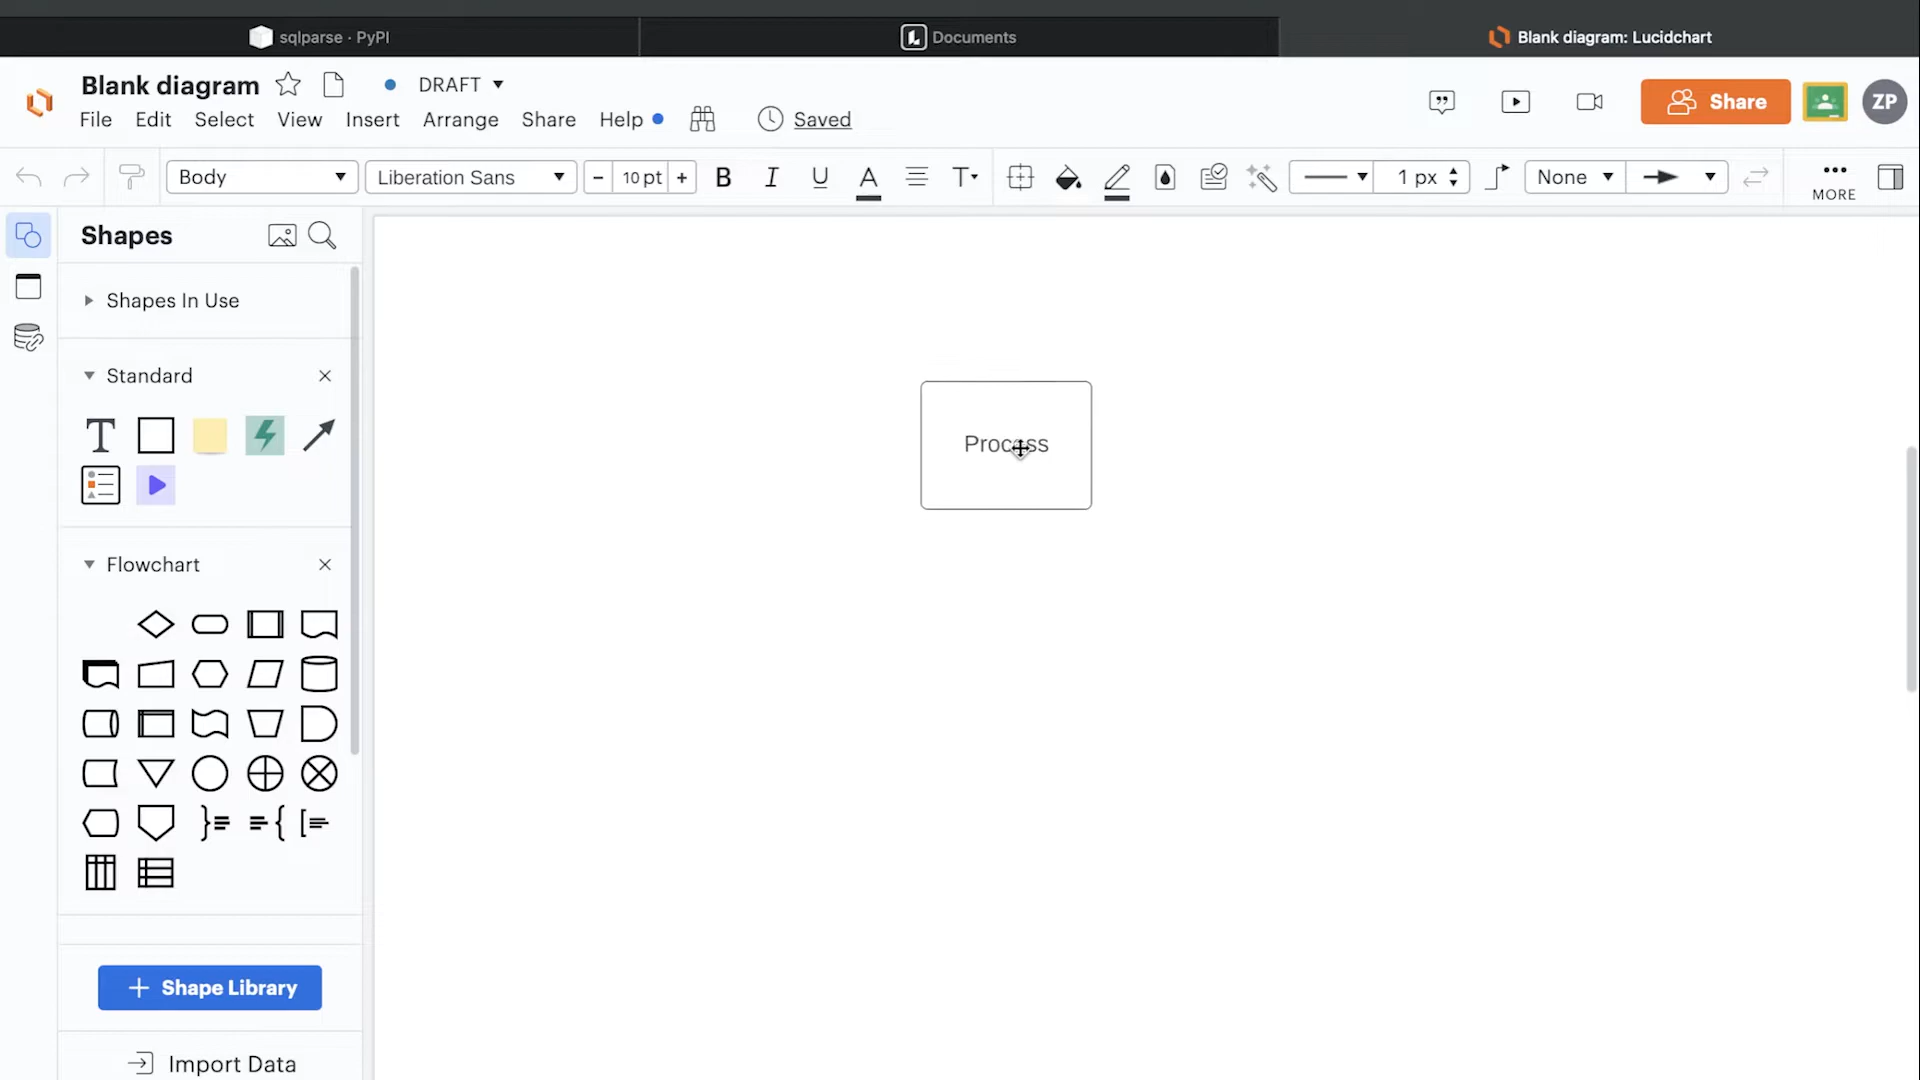 sqlparse · PyPI
Documents
Blank diagram: Lucidchart
Blank diagram
DRAFT
File Edit Select View Insert Arrange Share Help
Saved
Share
ZP
Body
Liberation Sans
- 10 pt +
B I U A T
1 px
None
MORE
Shapes
Shapes In Use
Standard
T
Flowchart
Process
+ Shape Library
Import Data